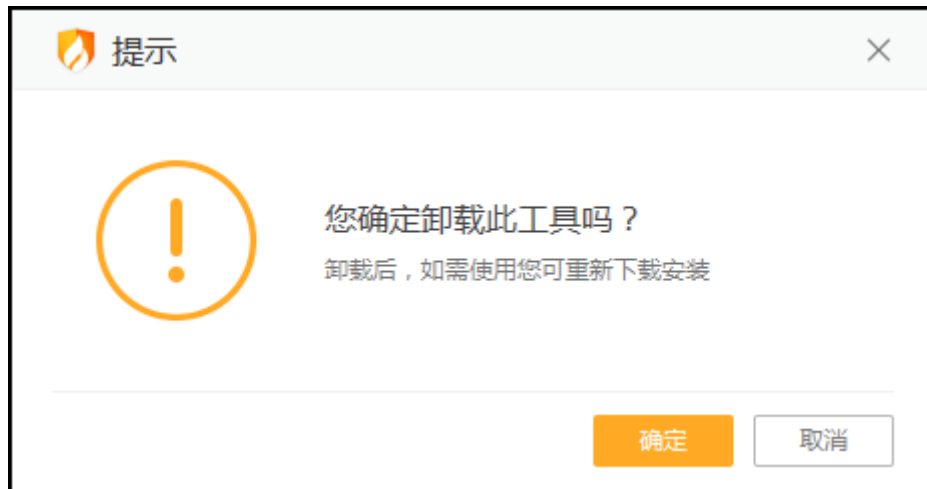 提示
您确定卸载此工具吗？
卸载后，如需使用您可重新下载安装
确定
取消